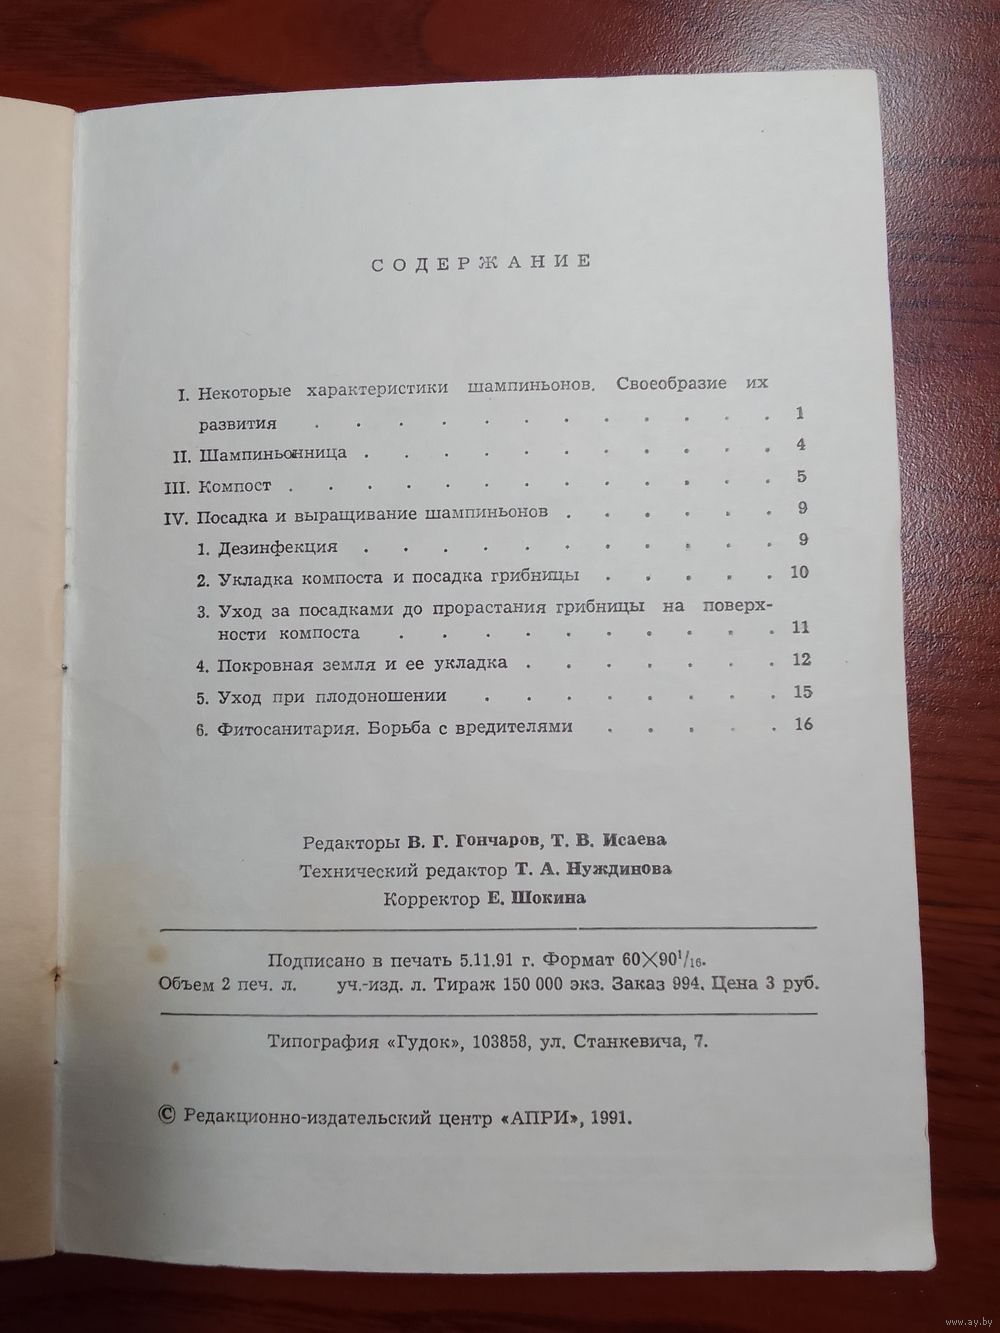 СОДЕРЖАНИЕ
I. Некоторые характеристики шампиньонов. Своеобразие их
развития . . . . . . . . . . . . 1
II. Шампиньонница . . . . . . . . . . . 4
III. Компост . . . . . . . . . . . . . 5
IV. Посадка и выращивание шампиньонов . . . . . . 9
1. Дезинфекция . . . . . . . . . . . 9
2. Укладка компоста и посадка грибницы . . . . . 10
3. Уход за посадками до прорастания грибницы на поверх-
ности компоста . . . . . . . . . . 11
4. Покровная земля и ее укладка . . . . . . . 12
5. Уход при плодоношении . . . . . . . . 15
6. Фитосанитария. Борьба с вредителями . . . . . 16
Редакторы В. Г. Гончаров, Т. В. Исаева
Технический редактор Т. А. Нуждинова
Корректор Е. Шокина
Подписано в печать 5.11.91 г. Формат 60×90¹/₁₆.
Объем 2 печ. л. уч.-изд. л. Тираж 150 000 экз. Заказ 994. Цена 3 руб.
Типография «Гудок», 103858, ул. Станкевича, 7.
© Редакционно-издательский центр «АПРИ», 1991.
www.ay.by